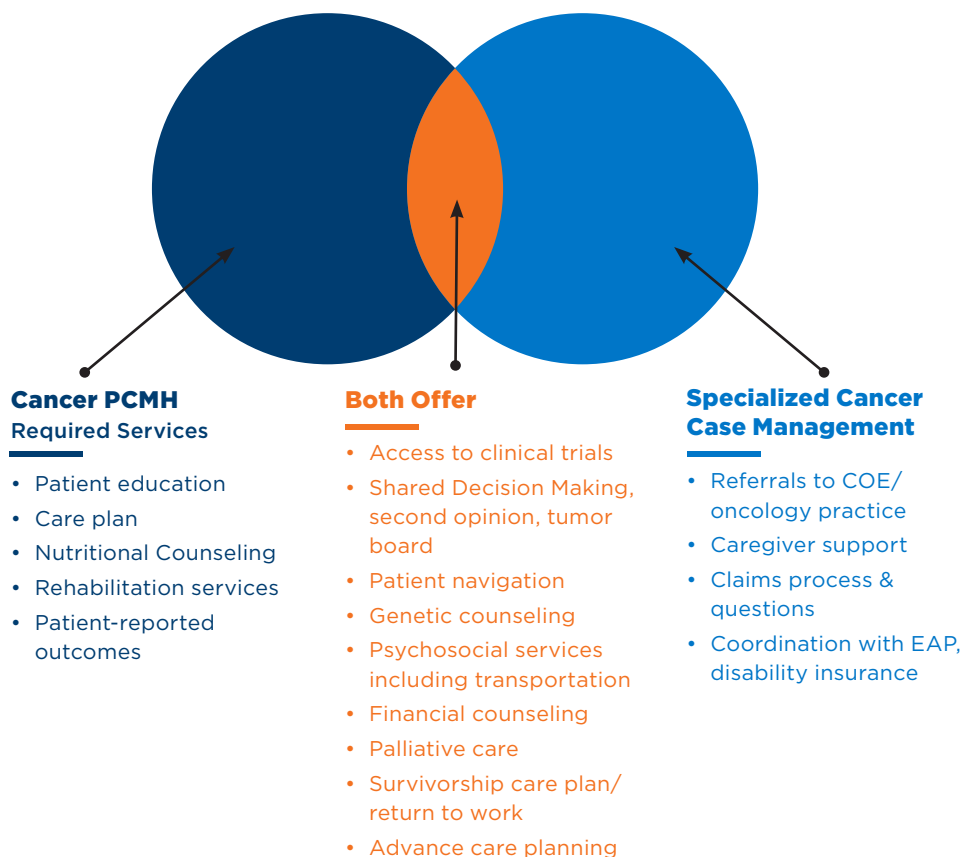 Cancer PCMH
Required Services
• Patient education
• Care plan
• Nutritional Counseling
• Rehabilitation services
• Patient-reported
outcomes
Both Offer
• Access to clinical trials
• Shared Decision Making,
second opinion, tumor
board
• Patient navigation
• Genetic counseling
• Psychosocial services
including transportation
• Financial counseling
• Palliative care
• Survivorship care plan/
return to work
• Advance care planning
Specialized Cancer
Case Management
• Referrals to COE/
oncology practice
• Caregiver support
• Claims process &
questions
• Coordination with EAP,
disability insurance